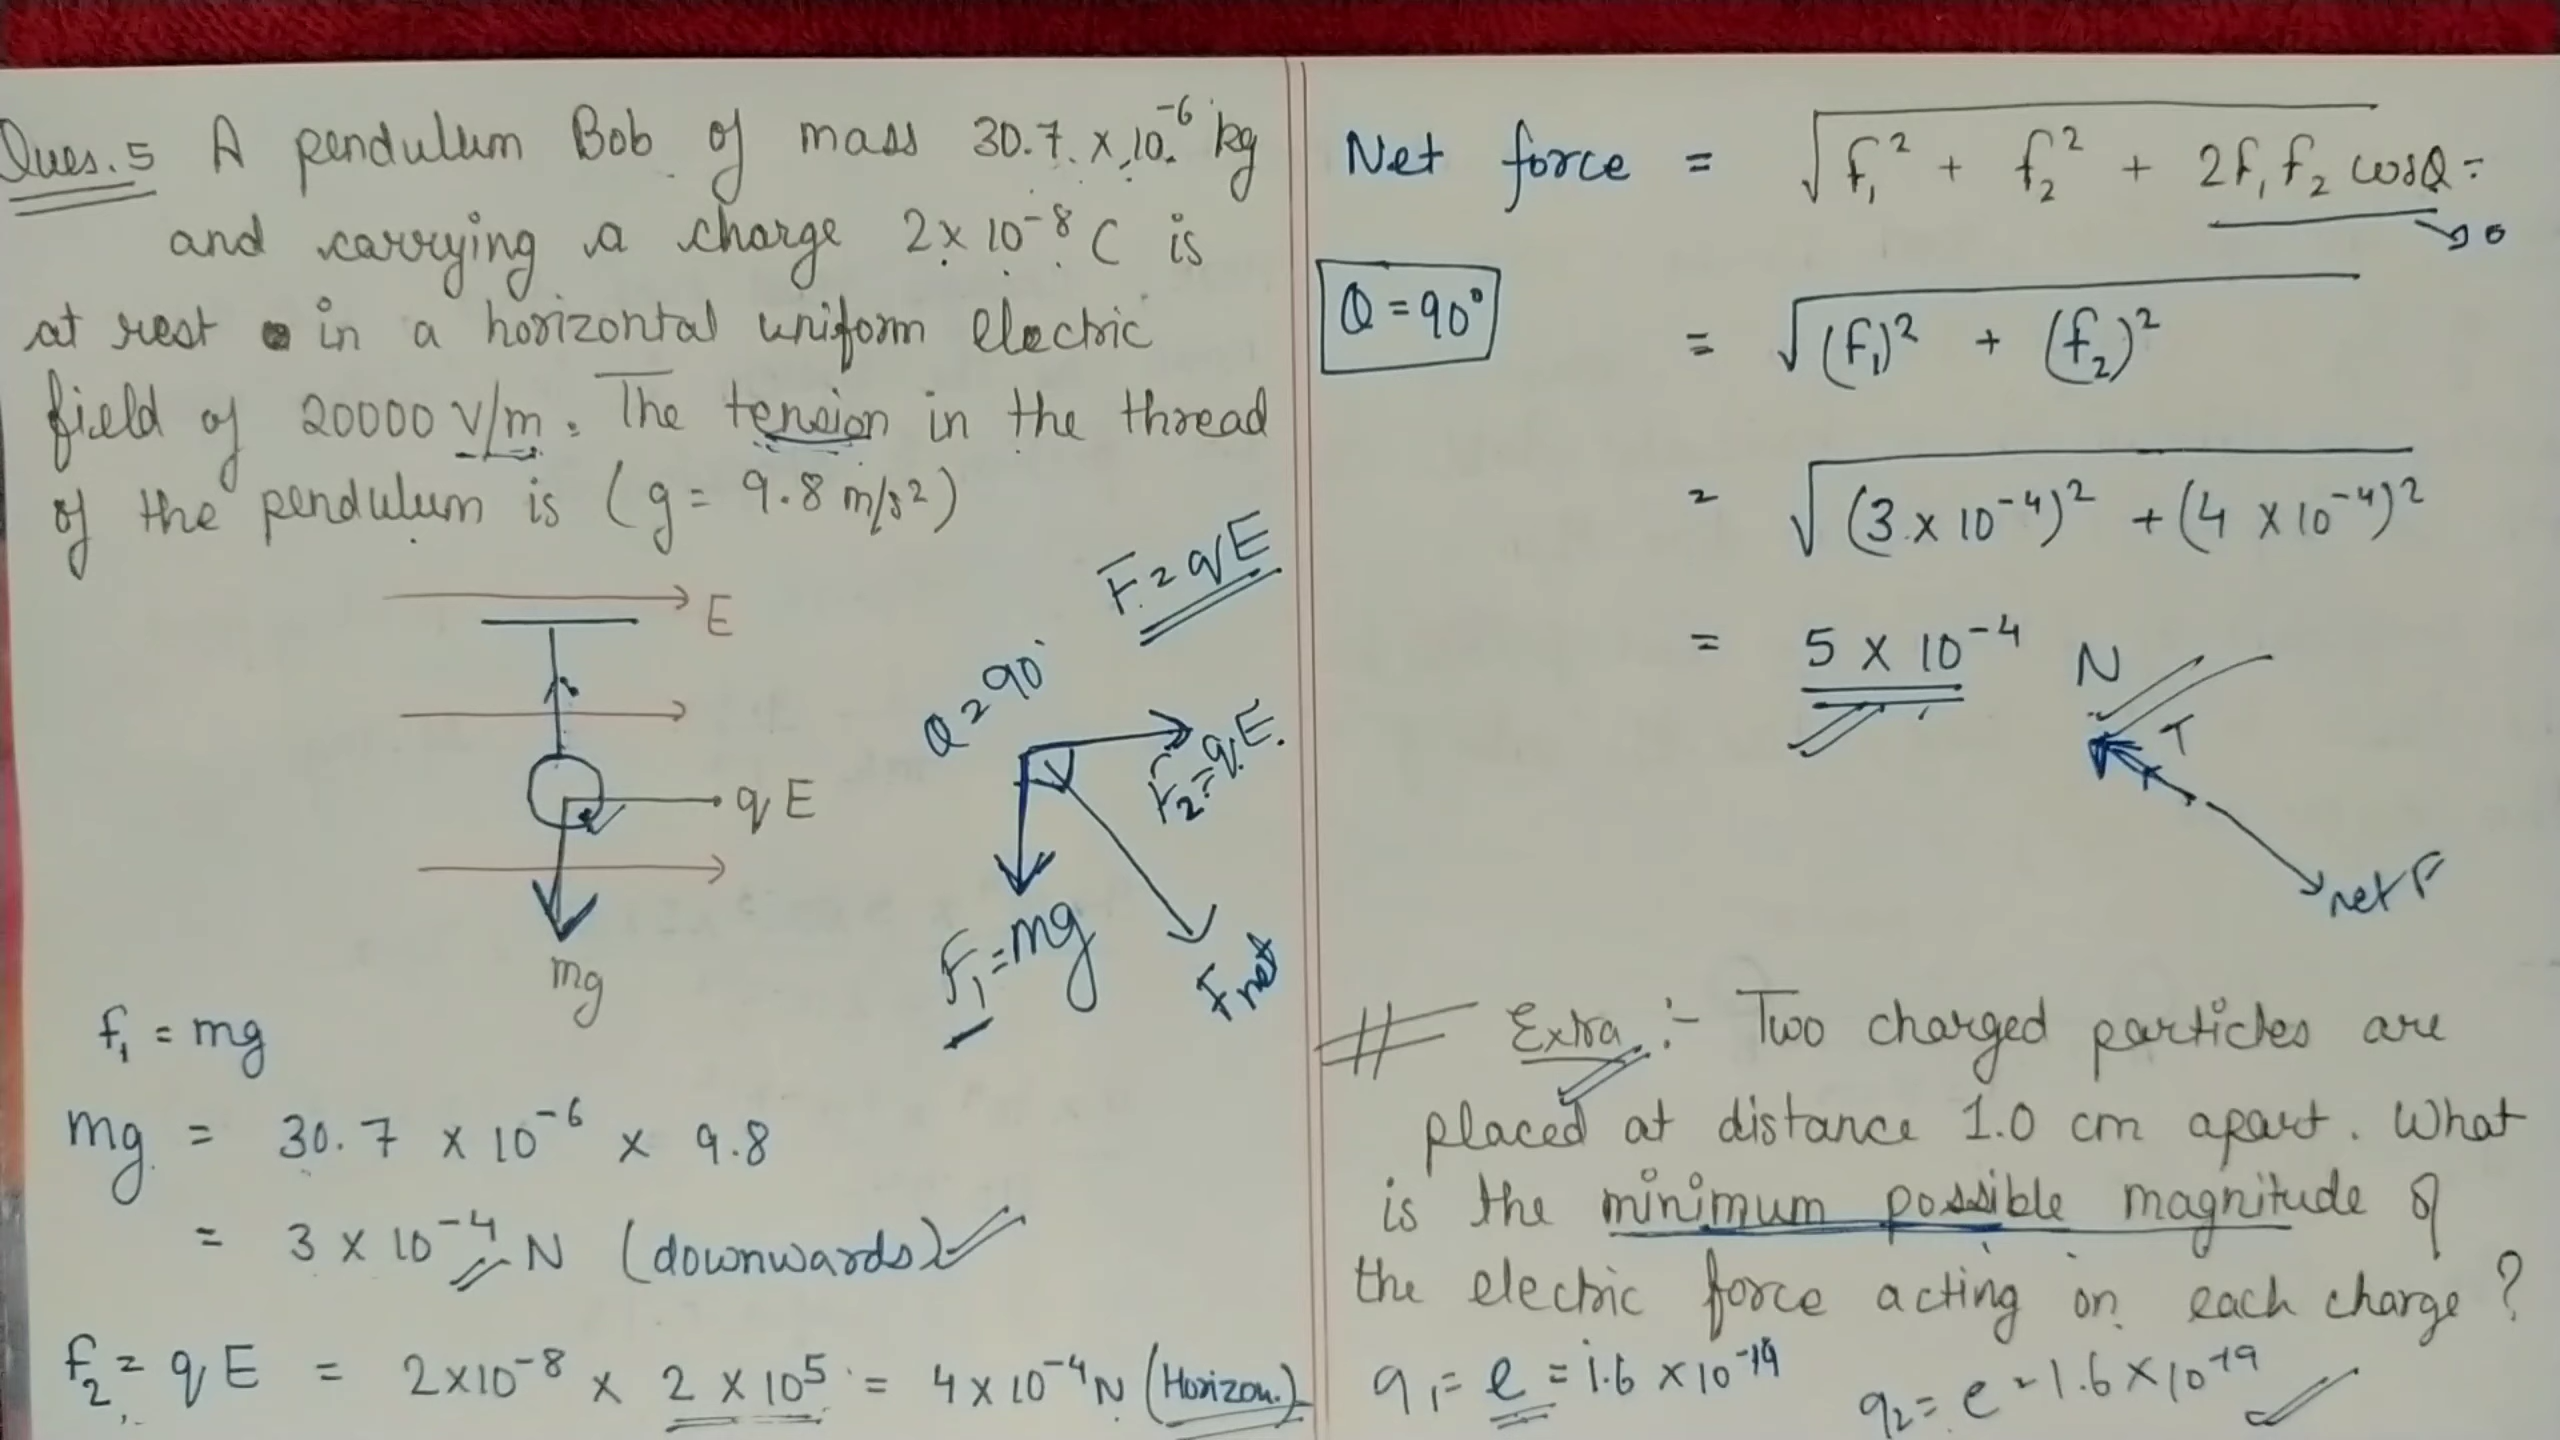 Ques. 5 A pendulum Bob of mass 30.7 x 10⁻⁶ kg
and carrying a charge 2x 10⁻⁸ C is
at rest in a horizontal uniform electric
field of 20000 V/m. The tension in the thread
of the pendulum is ( g = 9.8 m/s²)
F = qE
E
qE
mg
θ = 90°
F₂ = qE.
F₁ = mg
Fnet
f₁ = mg
mg = 30.7 x 10⁻⁶ x 9.8
= 3 x 10⁻⁴ N (downwards)
f₂ = qE = 2x10⁻⁸ x 2 x 10⁵ = 4x10⁻⁴ N (Horizon.)
Net force = √f₁² + f₂² + 2f₁f₂ cosθ =
θ = 90°
= √(f₁)² + (f₂)²
= √(3 x 10⁻⁴)² + (4 x 10⁻⁴)²
= 5 x 10⁻⁴ N
T
net F
# Extra :- Two charged particles are
placed at distance 1.0 cm apart. What
is the minimum possible magnitude of
the electric force acting on each charge?
q₁ = e = 1.6 x 10⁻¹⁹
q₂ = e = 1.6 x 10⁻¹⁹